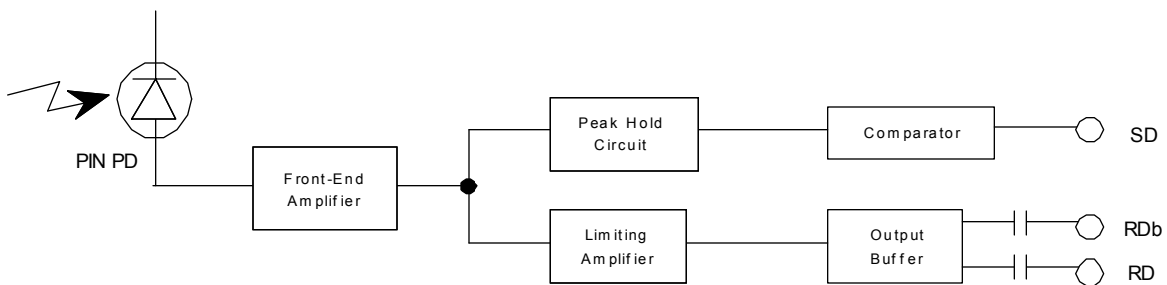 PIN PD
Front-End
Amplifier
Peak Hold
Circuit
Comparator
SD
Limiting
Amplifier
Output
Buffer
RDb
RD